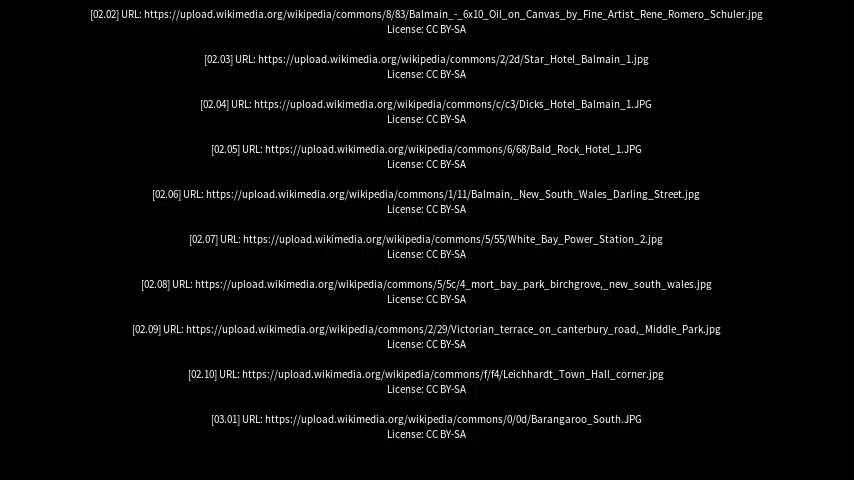 [02.02] URL: https://upload.wikimedia.org/wikipedia/commons/8/83/Balmain_-_6x10_Oil_on_Canvas_by_Fine_Artist_Rene_Romero_Schuler.jpg
License: CC BY-SA
[02.03] URL: https://upload.wikimedia.org/wikipedia/commons/2/2d/Star_Hotel_Balmain_1.jpg
License: CC BY-SA
[02.04] URL: https://upload.wikimedia.org/wikipedia/commons/c/c3/Dicks_Hotel_Balmain_1.JPG
License: CC BY-SA
[02.05] URL: https://upload.wikimedia.org/wikipedia/commons/6/68/Bald_Rock_Hotel_1.JPG
License: CC BY-SA
[02.06] URL: https://upload.wikimedia.org/wikipedia/commons/1/11/Balmain,_New_South_Wales_Darling_Street.jpg
License: CC BY-SA
[02.07] URL: https://upload.wikimedia.org/wikipedia/commons/5/55/White_Bay_Power_Station_2.jpg
License: CC BY-SA
[02.08] URL: https://upload.wikimedia.org/wikipedia/commons/5/5c/4_mort_bay_park_birchgrove,_new_south_wales.jpg
License: CC BY-SA
[02.09] URL: https://upload.wikimedia.org/wikipedia/commons/2/29/Victorian_terrace_on_canterbury_road,_Middle_Park.jpg
License: CC BY-SA
[02.10] URL: https://upload.wikimedia.org/wikipedia/commons/f/f4/Leichhardt_Town_Hall_corner.jpg
License: CC BY-SA
[03.01] URL: https://upload.wikimedia.org/wikipedia/commons/0/0d/Barangaroo_South.JPG
License: CC BY-SA